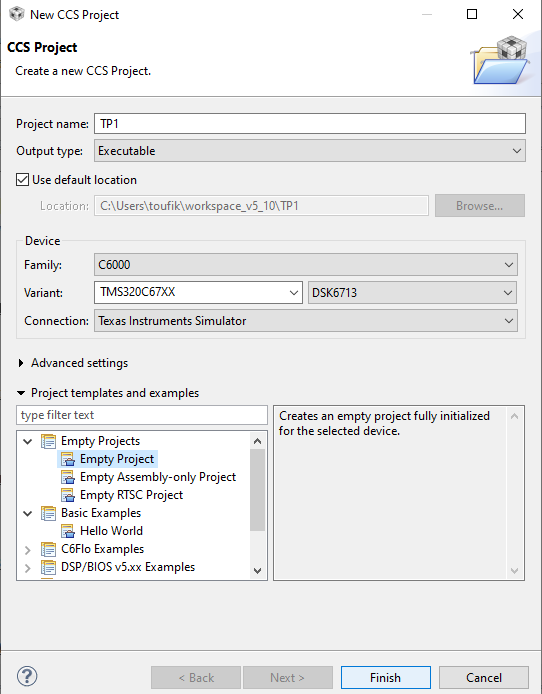 New CCS Project
CCS Project
Create a new CCS Project.
Project name: TP1
Output type: Executable
Use default location
Location: C:\Users\toufik\workspace_v5_10\TP1 Browse...
Device
Family: C6000
Variant: TMS320C67XX DSK6713
Connection: Texas Instruments Simulator
Advanced settings
Project templates and examples
type filter text
Empty Projects
Empty Project
Empty Assembly-only Project
Empty RTSC Project
Basic Examples
Hello World
C6Flo Examples
DSP/BIOS v5.xx Examples
Creates an empty project fully initialized
for the selected device.
? < Back Next > Finish Cancel